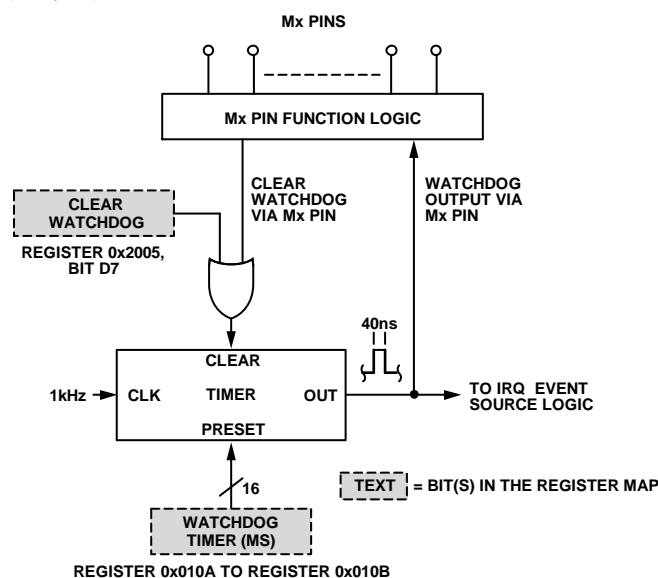 Mx PINS
Mx PIN FUNCTION LOGIC
CLEAR
WATCHDOG
VIA Mx PIN
WATCHDOG
OUTPUT VIA
Mx PIN
CLEAR
WATCHDOG
REGISTER 0x2005,
BIT D7
40ns
CLEAR
1kHz
CLK
TIMER
OUT
TO IRQ EVENT
SOURCE LOGIC
PRESET
16
TEXT = BIT(S) IN THE REGISTER MAP
WATCHDOG
TIMER (MS)
REGISTER 0x010A TO REGISTER 0x010B